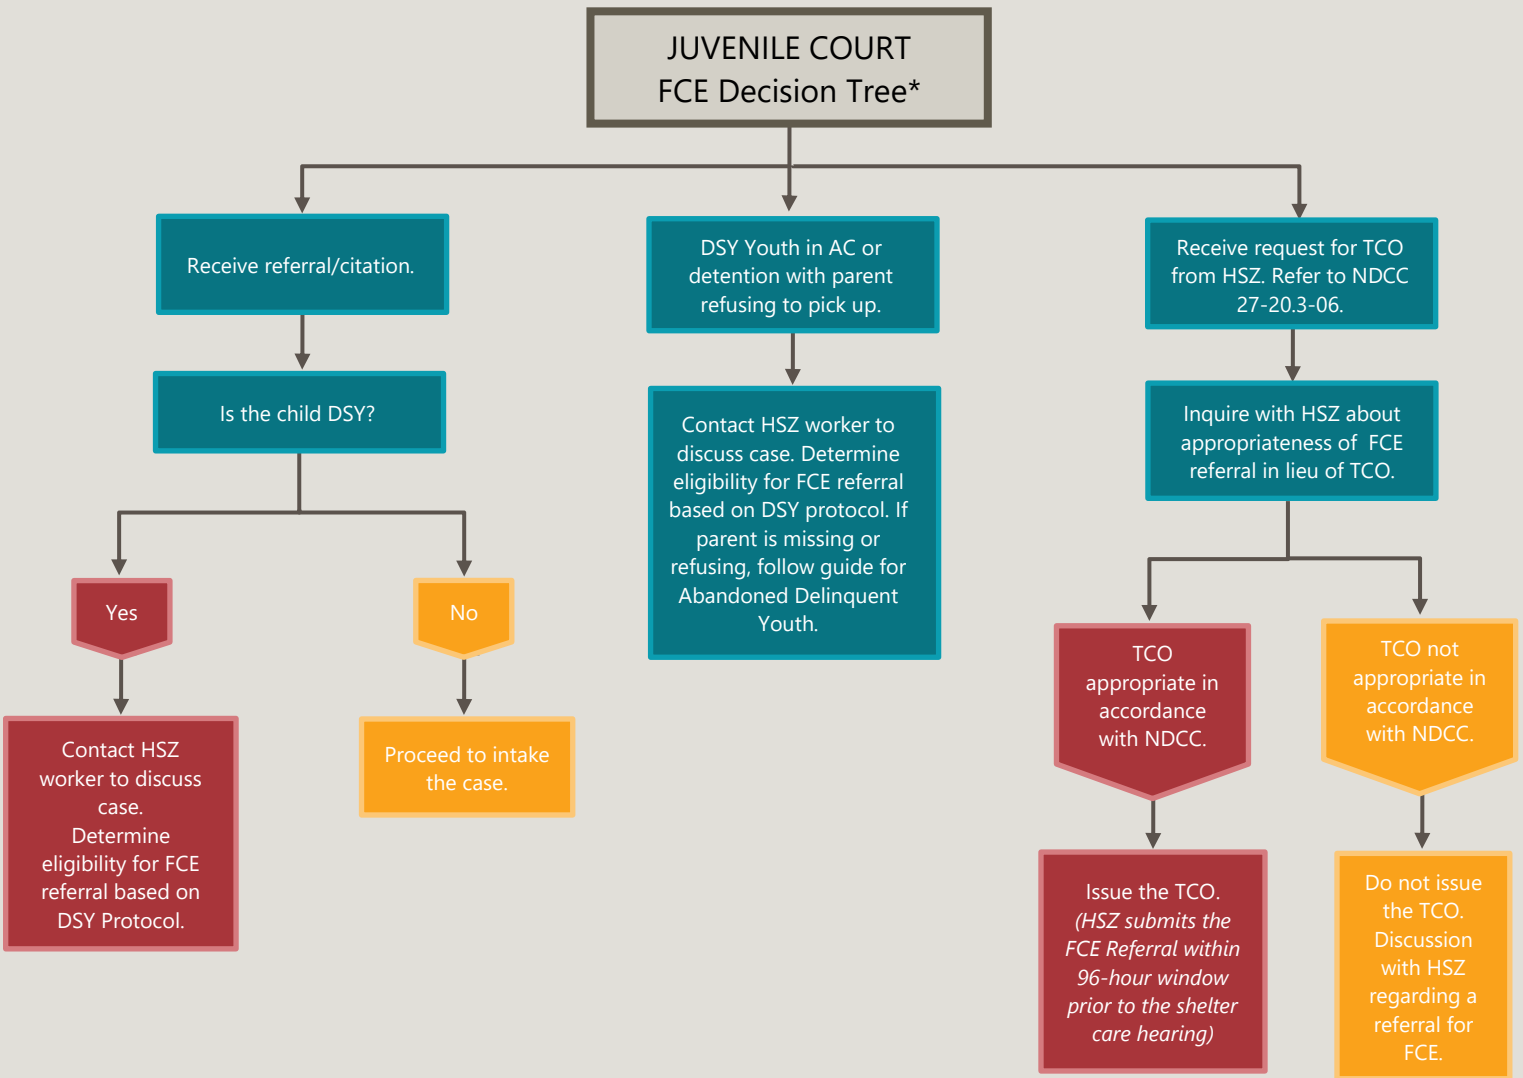 JUVENILE COURT
FCE Decision Tree*
Receive referral/citation.
Is the child DSY?
Yes
No
Contact HSZ
worker to discuss
case.
Determine
eligibility for FCE
referral based on
DSY Protocol.
Proceed to intake
the case.
DSY Youth in AC or
detention with parent
refusing to pick up.
Contact HSZ worker to
discuss case. Determine
eligibility for FCE referral
based on DSY protocol. If
parent is missing or
refusing, follow guide for
Abandoned Delinquent
Youth.
Receive request for TCO
from HSZ. Refer to NDCC
27-20.3-06.
Inquire with HSZ about
appropriateness of FCE
referral in lieu of TCO.
TCO
appropriate in
accordance
with NDCC.
TCO not
appropriate in
accordance
with NDCC.
Issue the TCO.
(HSZ submits the
FCE Referral within
96-hour window
prior to the shelter
care hearing)
Do not issue
the TCO.
Discussion
with HSZ
regarding a
referral for
FCE.